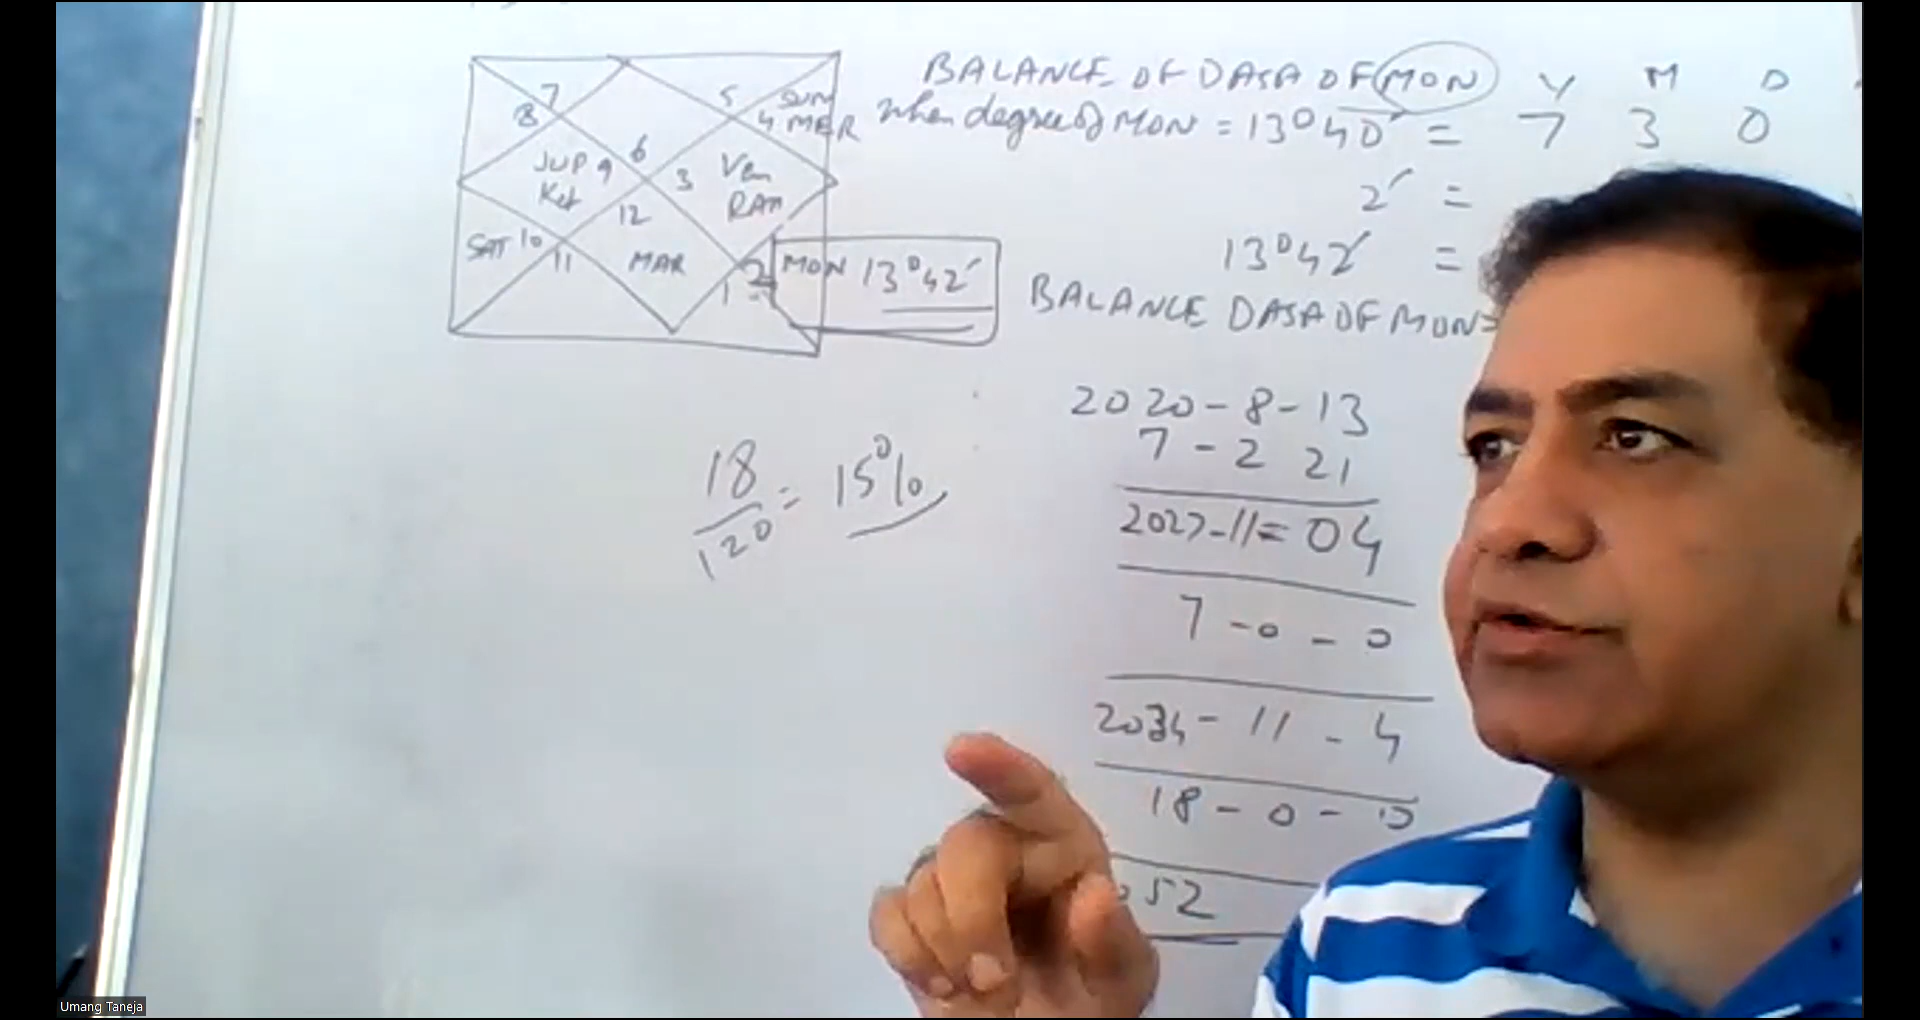 BALANCE OF DASA OF MON Y M D
when degree of MON = 13°40' = 7 3 0
2' =
13°42' =
BALANCE DASA OF MON =
7
8
5
4
SUN
MER
JUP 9
Ket
6
3
Ven
RAH
12
SAT 10
11
MAR
2
1
MON 13°42'
18
120
= 15%
2020-8-13
7-2 21
2027-11=04
7-0-0
2034-11-4
18-0-0
052
Umang Taneja